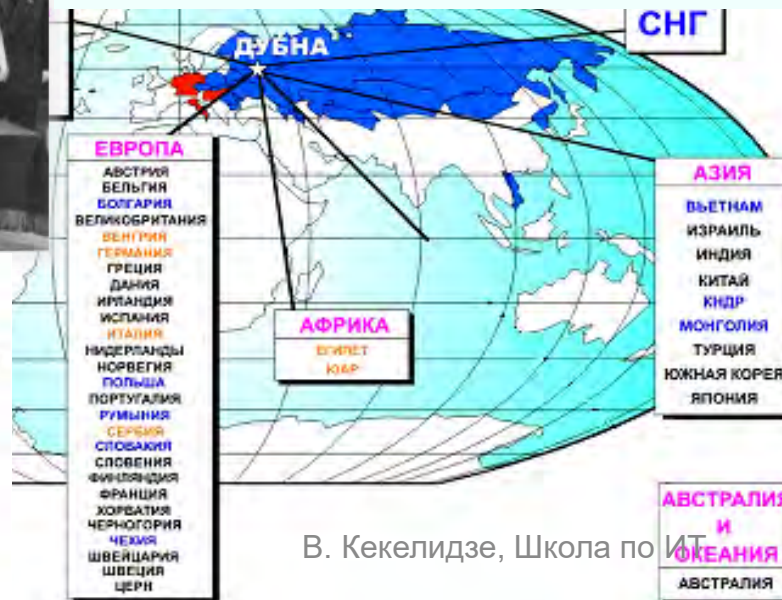 СНГ
ДУБНА
ЕВРОПА
АВСТРИЯ
БЕЛЬГИЯ
БОЛГАРИЯ
ВЕЛИКОБРИТАНИЯ
ВЕНГРИЯ
ГЕРМАНИЯ
ГРЕЦИЯ
ДАНИЯ
ИРЛАНДИЯ
ИСПАНИЯ
ИТАЛИЯ
НИДЕРЛАНДЫ
НОРВЕГИЯ
ПОЛЬША
ПОРТУГАЛИЯ
РУМЫНИЯ
СЕРБИЯ
СЛОВАКИЯ
СЛОВЕНИЯ
ФИНЛЯНДИЯ
ФРАНЦИЯ
ХОРВАТИЯ
ЧЕРНОГОРИЯ
ЧЕХИЯ
ШВЕЙЦАРИЯ
ШВЕЦИЯ
ЦЕРН
АФРИКА
ЕГИПЕТ
ЮАР
АЗИЯ
ВЬЕТНАМ
ИЗРАИЛЬ
ИНДИЯ
КИТАЙ
КНДР
МОНГОЛИЯ
ТУРЦИЯ
ЮЖНАЯ КОРЕЯ
ЯПОНИЯ
АВСТРАЛИЯ
И
ОКЕАНИЯ
АВСТРАЛИЯ
В. Кекелидзе, Школа по ИТ